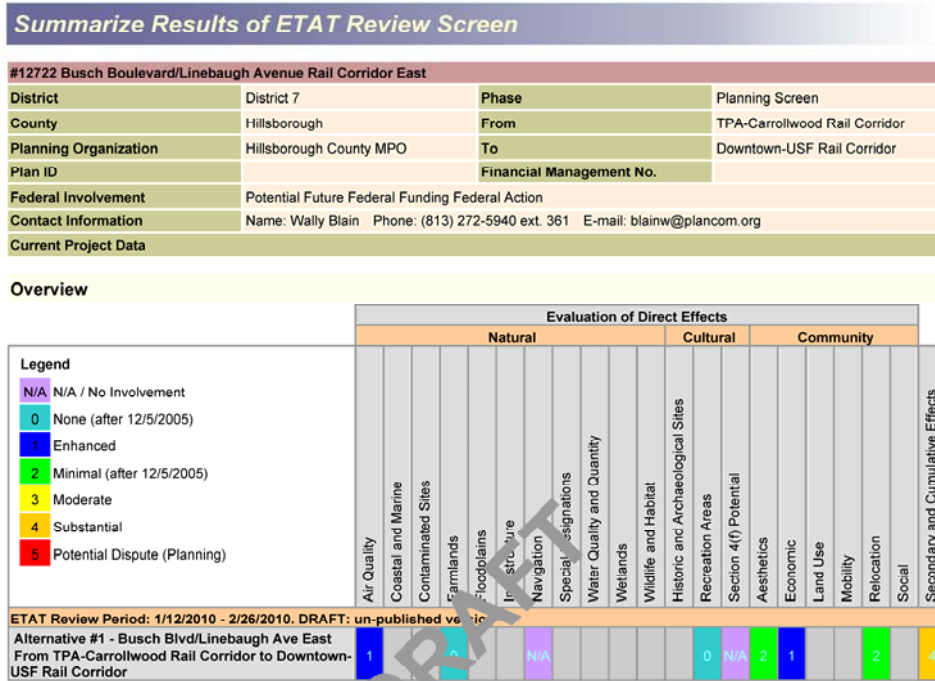 Summarize Results of ETAT Review Screen
#12722 Busch Boulevard/Linebaugh Avenue Rail Corridor East
District District 7 Phase Planning Screen
County Hillsborough From TPA-Carrollwood Rail Corridor
Planning Organization Hillsborough County MPO To Downtown-USF Rail Corridor
Plan ID Financial Management No.
Federal Involvement Potential Future Federal Funding Federal Action
Contact Information Name: Wally Blain Phone: (813) 272-5940 ext. 361 E-mail: blainw@plancom.org
Current Project Data
Overview
Evaluation of Direct Effects
Natural Cultural Community
Legend
N/A N/A / No Involvement
0 None (after 12/5/2005)
1 Enhanced
2 Minimal (after 12/5/2005)
3 Moderate
4 Substantial
5 Potential Dispute (Planning)
Air Quality
Coastal and Marine
Contaminated Sites
Farmlands
Floodplains
Infrastructure
Navigation
Special Designations
Water Quality and Quantity
Wetlands
Wildlife and Habitat
Historic and Archaeological Sites
Recreation Areas
Section 4(f) Potential
Aesthetics
Economic
Land Use
Mobility
Relocation
Social
Secondary and Cumulative Effects
ETAT Review Period: 1/12/2010 - 2/26/2010. DRAFT: un-published version
Alternative #1 - Busch Blvd/Linebaugh Ave East
From TPA-Carrollwood Rail Corridor to Downtown-
USF Rail Corridor
1 0 N/A 0 N/A 2 1 2 4
DRAFT